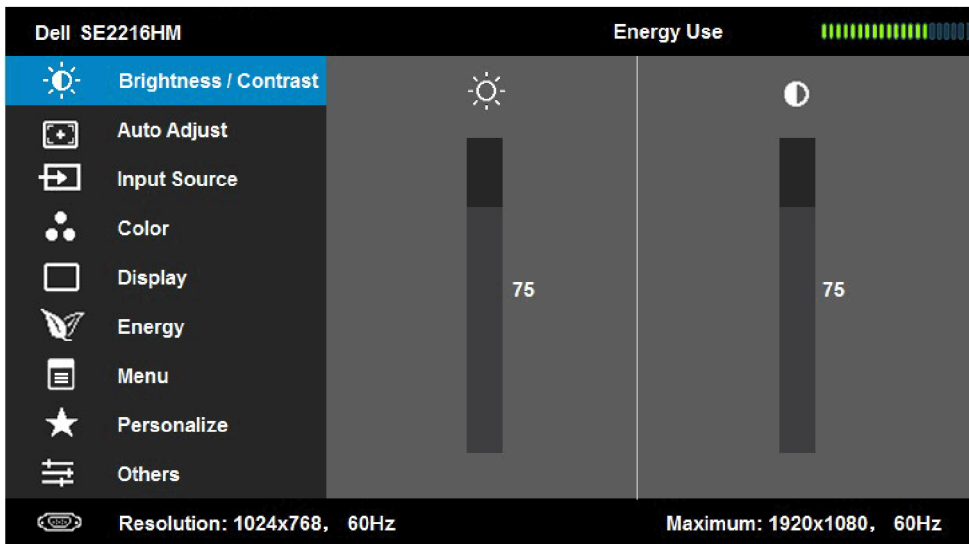 Dell SE2216HM Energy Use
Brightness / Contrast
Auto Adjust
Input Source
Color
Display
75 75
Energy
Menu
Personalize
Others
Resolution: 1024x768, 60Hz Maximum: 1920x1080, 60Hz